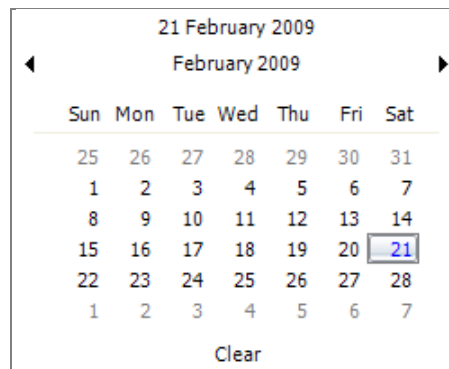 21 February 2009
February 2009
Sun Mon Tue Wed Thu Fri Sat
25 26 27 28 29 30 31
1 2 3 4 5 6 7
8 9 10 11 12 13 14
15 16 17 18 19 20 21
22 23 24 25 26 27 28
1 2 3 4 5 6 7
Clear